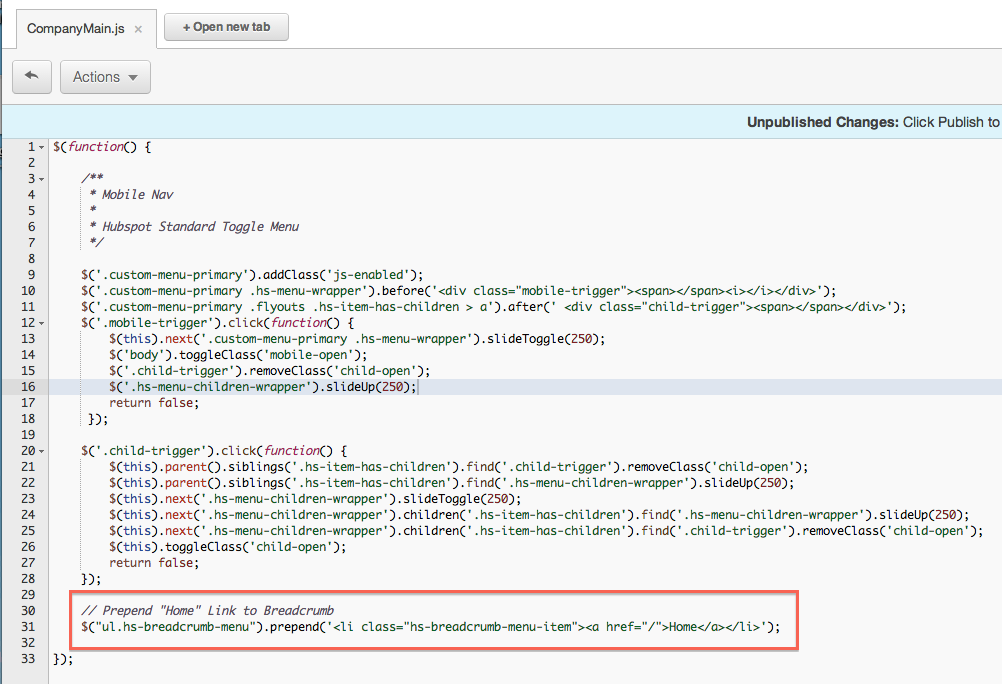 CompanyMain.js ×
+ Open new tab
Actions
Unpublished Changes: Click Publish to
1 $(function() {
2
3 /**
4 * Mobile Nav
5 *
6 * Hubspot Standard Toggle Menu
7 */
8
9 $('.custom-menu-primary').addClass('js-enabled');
10 $('.custom-menu-primary .hs-menu-wrapper').before('<div class="mobile-trigger"><span></span><i></i></div>');
11 $('.custom-menu-primary .flyouts .hs-item-has-children > a').after(' <div class="child-trigger"><span></span></div>');
12 $('.mobile-trigger').click(function() {
13 $(this).next('.custom-menu-primary .hs-menu-wrapper').slideToggle(250);
14 $('body').toggleClass('mobile-open');
15 $('.child-trigger').removeClass('child-open');
16 $('.hs-menu-children-wrapper').slideUp(250);
17 return false;
18 });
19
20 $('.child-trigger').click(function() {
21 $(this).parent().siblings('.hs-item-has-children').find('.child-trigger').removeClass('child-open');
22 $(this).parent().siblings('.hs-item-has-children').find('.hs-menu-children-wrapper').slideUp(250);
23 $(this).next('.hs-menu-children-wrapper').slideToggle(250);
24 $(this).next('.hs-menu-children-wrapper').children('.hs-item-has-children').find('.hs-menu-children-wrapper').slideUp(250);
25 $(this).next('.hs-menu-children-wrapper').children('.hs-item-has-children').find('.child-trigger').removeClass('child-open');
26 $(this).toggleClass('child-open');
27 return false;
28 });
29
30 // Prepend "Home" Link to Breadcrumb
31 $("ul.hs-breadcrumb-menu").prepend('<li class="hs-breadcrumb-menu-item"><a href="/">Home</a></li>');
32
33 });